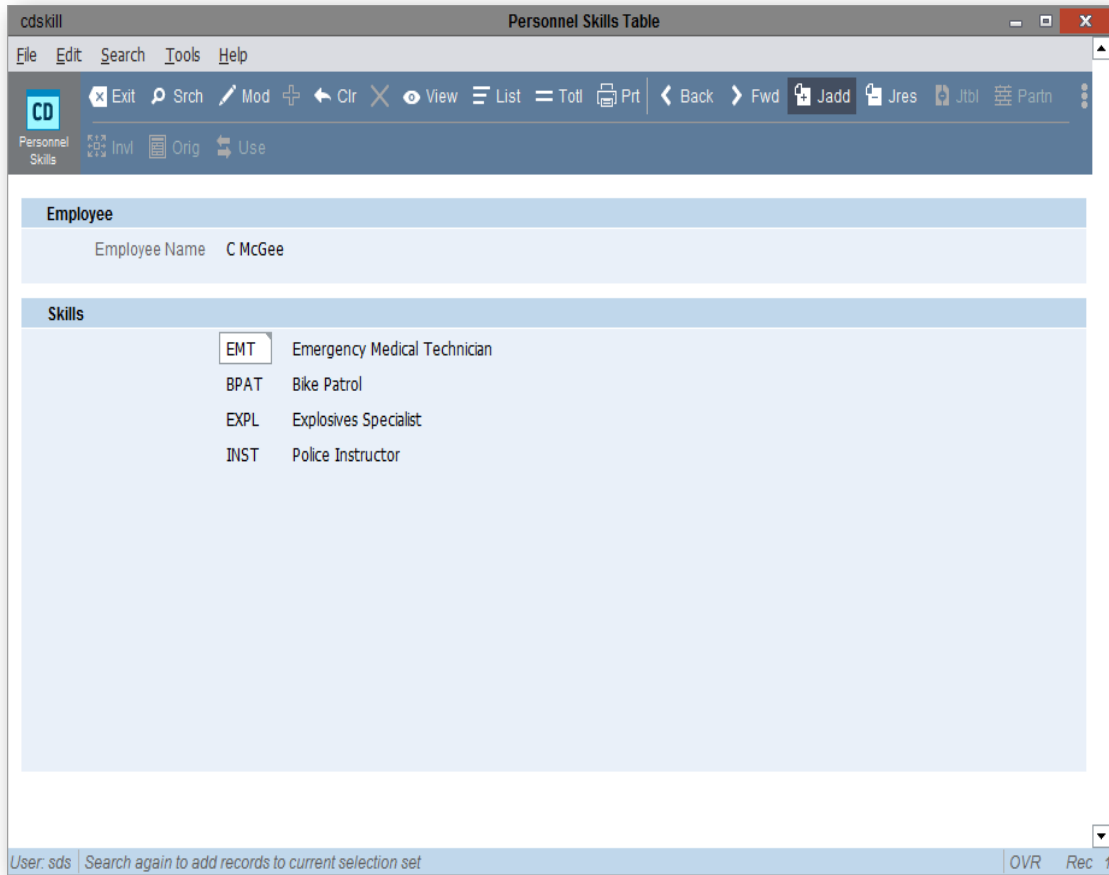 cdskill Personnel Skills Table
File Edit Search Tools Help
CD Exit Srch Mod Clr View List Totl Prt Back Fwd Jadd Jres Jtbl Partn
Personnel Skills Invl Orig Use
Employee
Employee Name C McGee
Skills
EMT Emergency Medical Technician
BPAT Bike Patrol
EXPL Explosives Specialist
INST Police Instructor
User: sds Search again to add records to current selection set OVR Rec 1